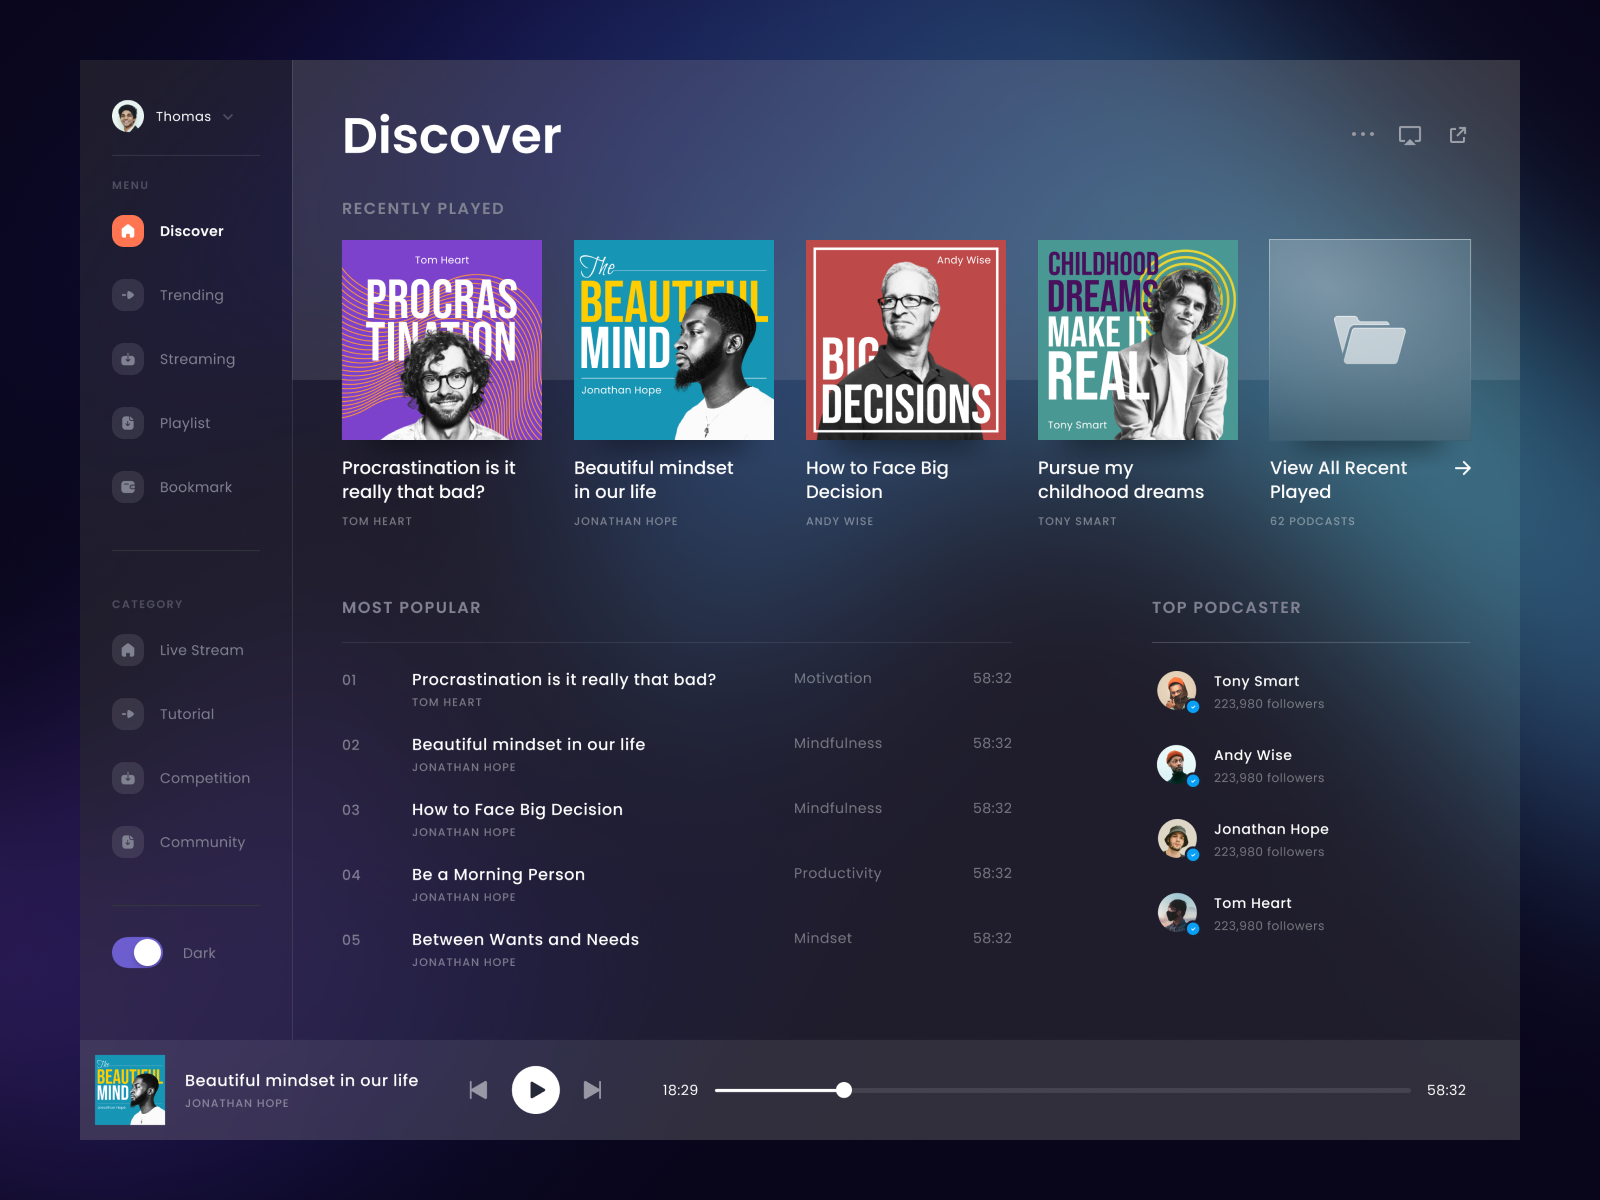 Thomas
MENU
Discover
Trending
Streaming
Playlist
Bookmark
CATEGORY
Live Stream
Tutorial
Competition
Community
Dark
Discover
RECENTLY PLAYED
Tom Heart
PROCRAS
TINATION
Procrastination is it
really that bad?
TOM HEART
The
BEAUTIFUL
MIND
Jonathan Hope
Beautiful mindset
in our life
JONATHAN HOPE
Andy Wise
BIG
DECISIONS
How to Face Big
Decision
ANDY WISE
CHILDHOOD
DREAMS
MAKE IT
REAL
Tony Smart
Pursue my
childhood dreams
TONY SMART
View All Recent
Played
62 PODCASTS
MOST POPULAR
01 Procrastination is it really that bad? Motivation 58:32
TOM HEART
02 Beautiful mindset in our life Mindfulness 58:32
JONATHAN HOPE
03 How to Face Big Decision Mindfulness 58:32
JONATHAN HOPE
04 Be a Morning Person Productivity 58:32
JONATHAN HOPE
05 Between Wants and Needs Mindset 58:32
JONATHAN HOPE
TOP PODCASTER
Tony Smart
223,980 followers
Andy Wise
223,980 followers
Jonathan Hope
223,980 followers
Tom Heart
223,980 followers
The
BEAUTIFUL
MIND
Jonathan Hope
Beautiful mindset in our life
JONATHAN HOPE
18:29
58:32